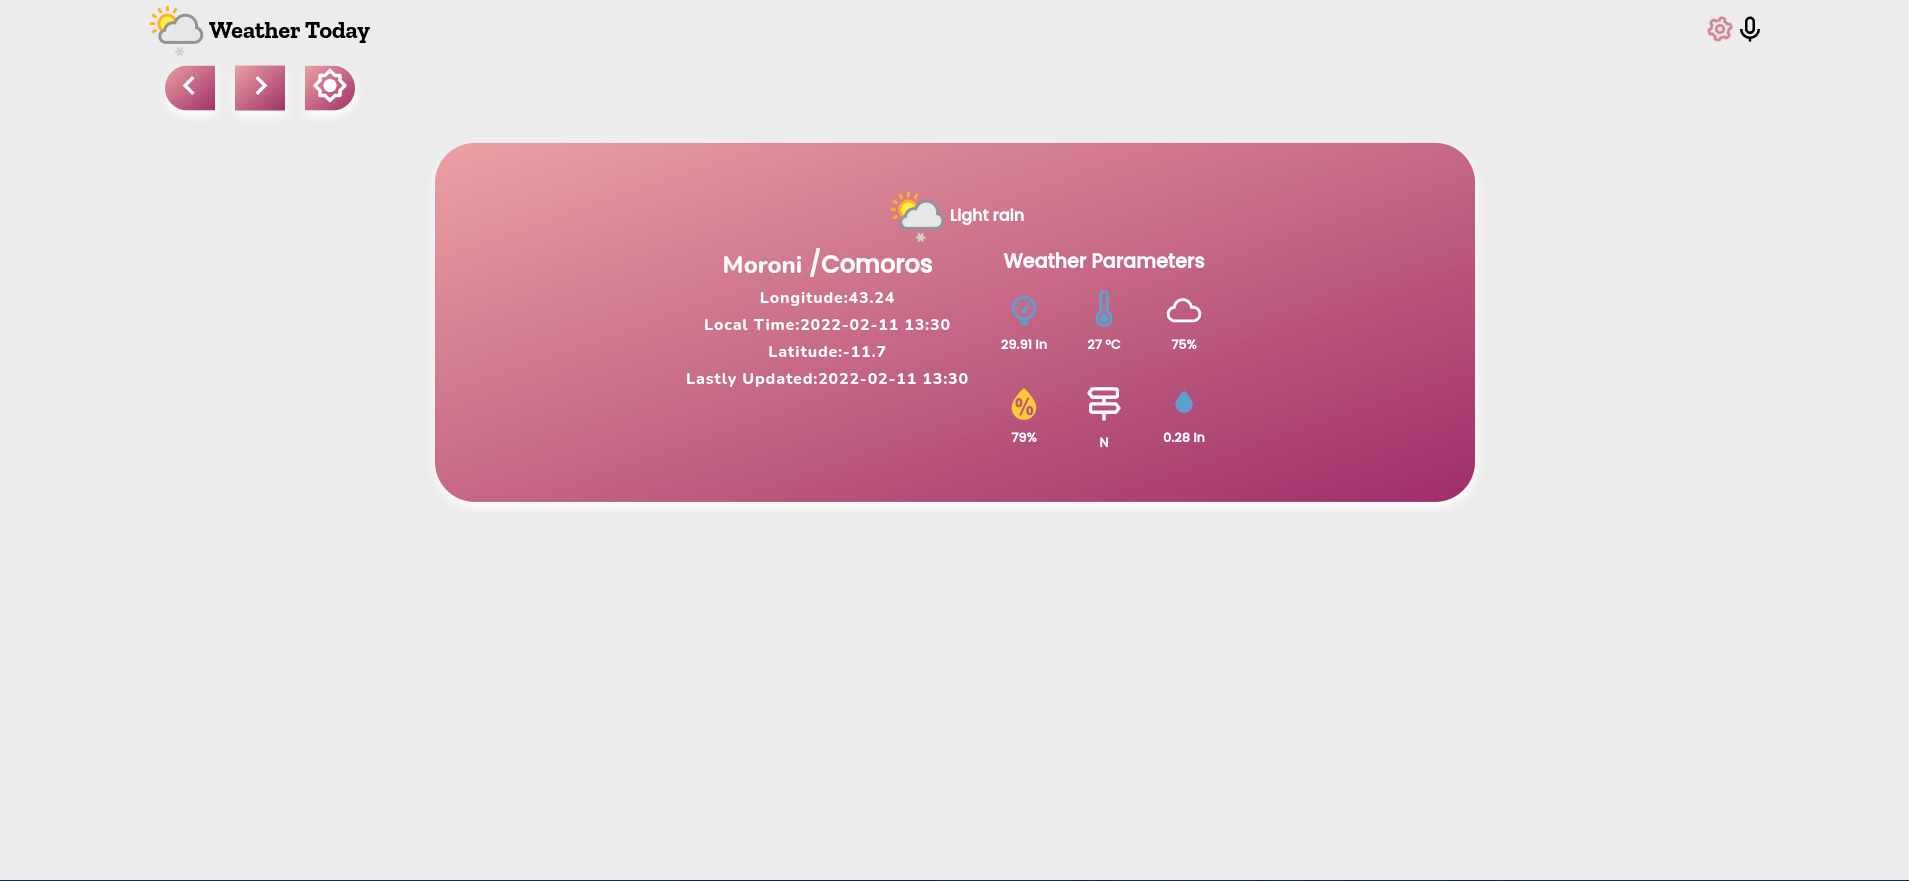 Weather Today
Light rain
Moroni /Comoros
Longitude:43.24
Local Time:2022-02-11 13:30
Latitude:-11.7
Lastly Updated:2022-02-11 13:30
Weather Parameters
29.91 In 27 °C 75%
%
79% N 0.28 In